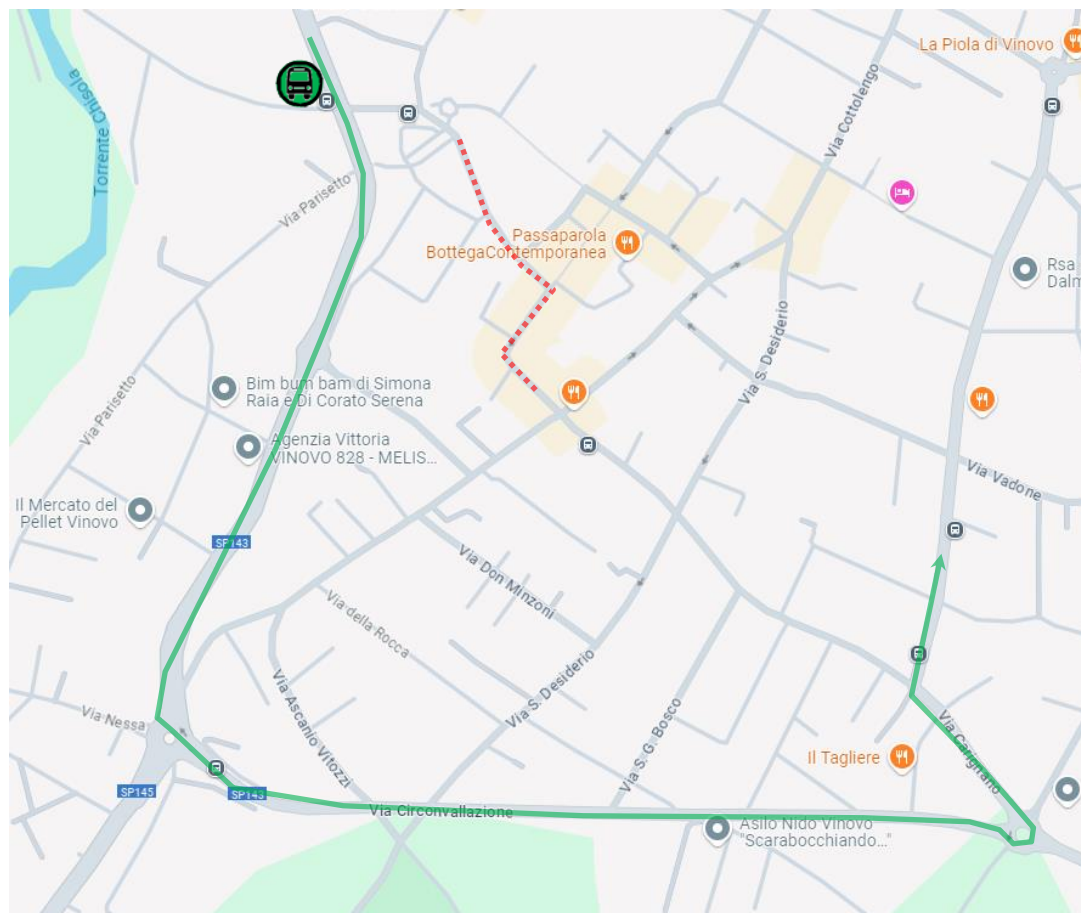 La Piola di Vinovo
Torrente Chisola
Via Cottolengo
Via Parisetto
Passaparola
BottegaContemporanea
Rsa
Dalm
Via S. Desiderio
Bim bum bam di Simona
Raia e Di Corato Serena
Via Parisetto
Agenzia Vittoria
VINOVO 828 - MELIS...
Via Vadone
Il Mercato del
Pellet Vinovo
SP143
Via Don Minzoni
Via della Rocca
Via S. Desiderio
Via Ascanio Vitozzi
Via Nessa
Via S. G. Bosco
Via Carignano
Il Tagliere
SP145
SP143
Via Circonvallazione
Asilo Nido Vinovo
"Scarabocchiando..."